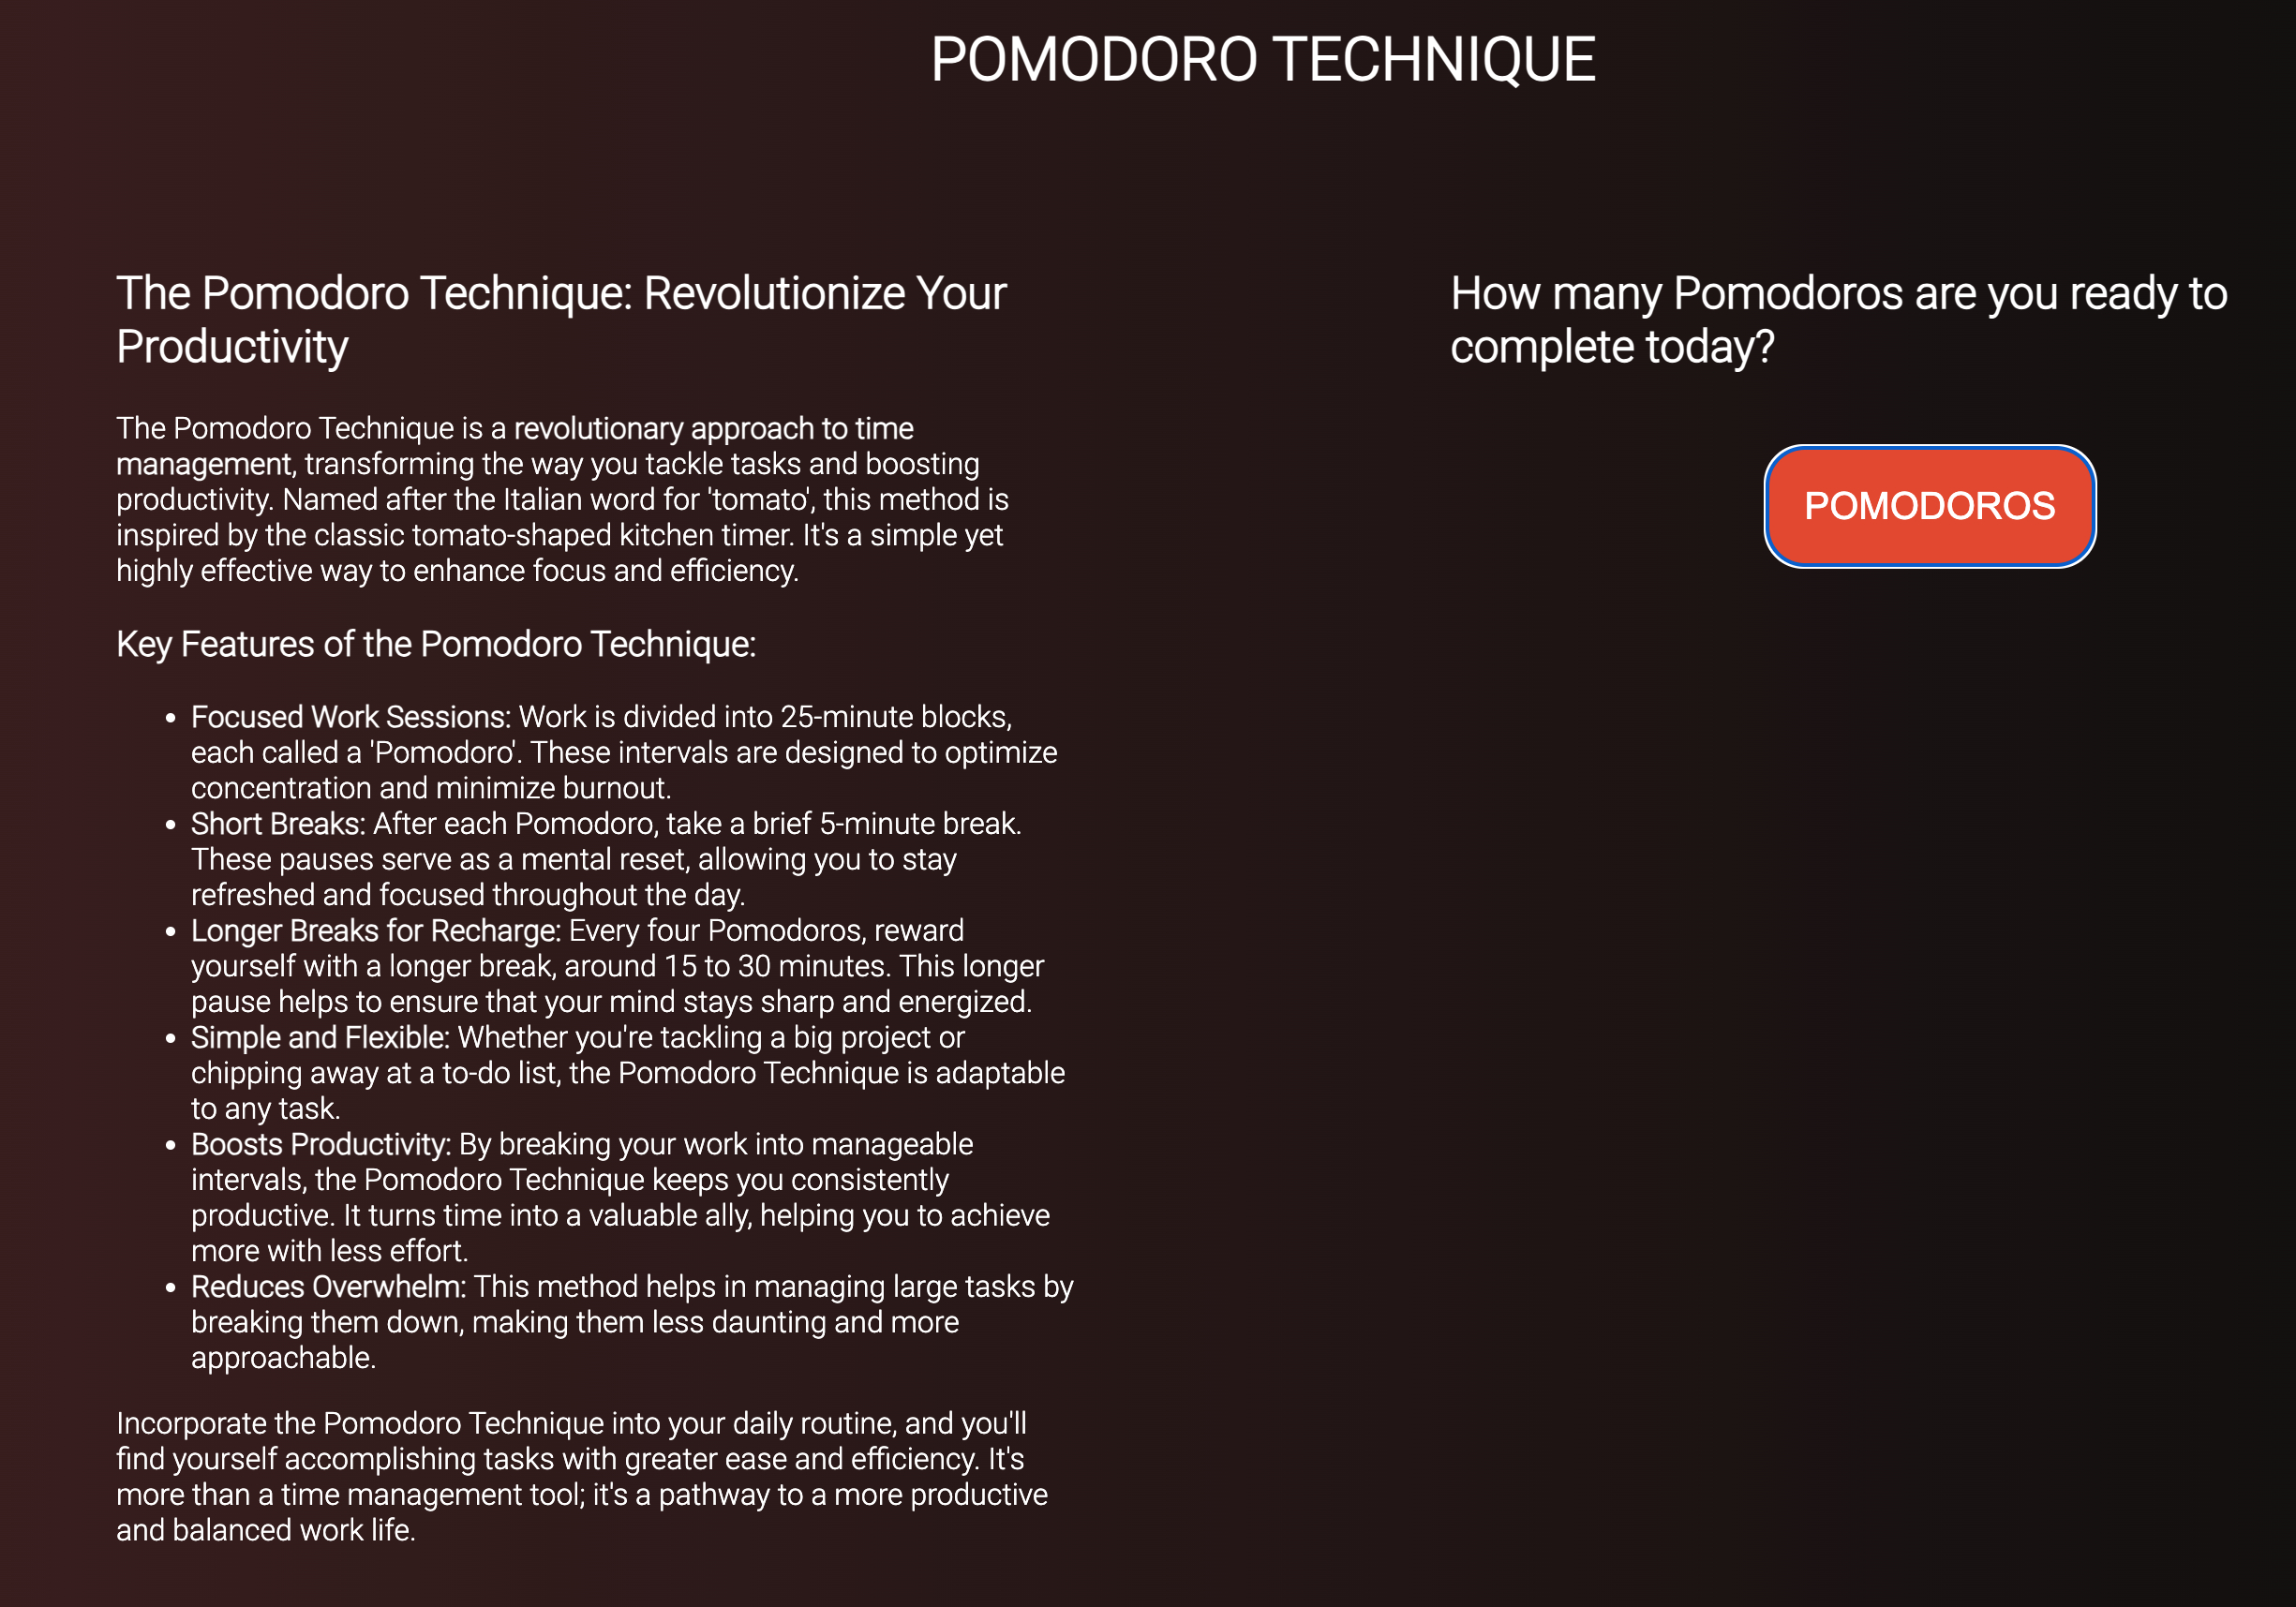 POMODORO TECHNIQUE
The Pomodoro Technique: Revolutionize Your
Productivity
The Pomodoro Technique is a revolutionary approach to time
management, transforming the way you tackle tasks and boosting
productivity. Named after the Italian word for 'tomato', this method is
inspired by the classic tomato-shaped kitchen timer. It's a simple yet
highly effective way to enhance focus and efficiency.
Key Features of the Pomodoro Technique:
• Focused Work Sessions: Work is divided into 25-minute blocks,
each called a 'Pomodoro'. These intervals are designed to optimize
concentration and minimize burnout.
• Short Breaks: After each Pomodoro, take a brief 5-minute break.
These pauses serve as a mental reset, allowing you to stay
refreshed and focused throughout the day.
• Longer Breaks for Recharge: Every four Pomodoros, reward
yourself with a longer break, around 15 to 30 minutes. This longer
pause helps to ensure that your mind stays sharp and energized.
• Simple and Flexible: Whether you're tackling a big project or
chipping away at a to-do list, the Pomodoro Technique is adaptable
to any task.
• Boosts Productivity: By breaking your work into manageable
intervals, the Pomodoro Technique keeps you consistently
productive. It turns time into a valuable ally, helping you to achieve
more with less effort.
• Reduces Overwhelm: This method helps in managing large tasks by
breaking them down, making them less daunting and more
approachable.
Incorporate the Pomodoro Technique into your daily routine, and you'll
find yourself accomplishing tasks with greater ease and efficiency. It's
more than a time management tool; it's a pathway to a more productive
and balanced work life.
How many Pomodoros are you ready to
complete today?
POMODOROS